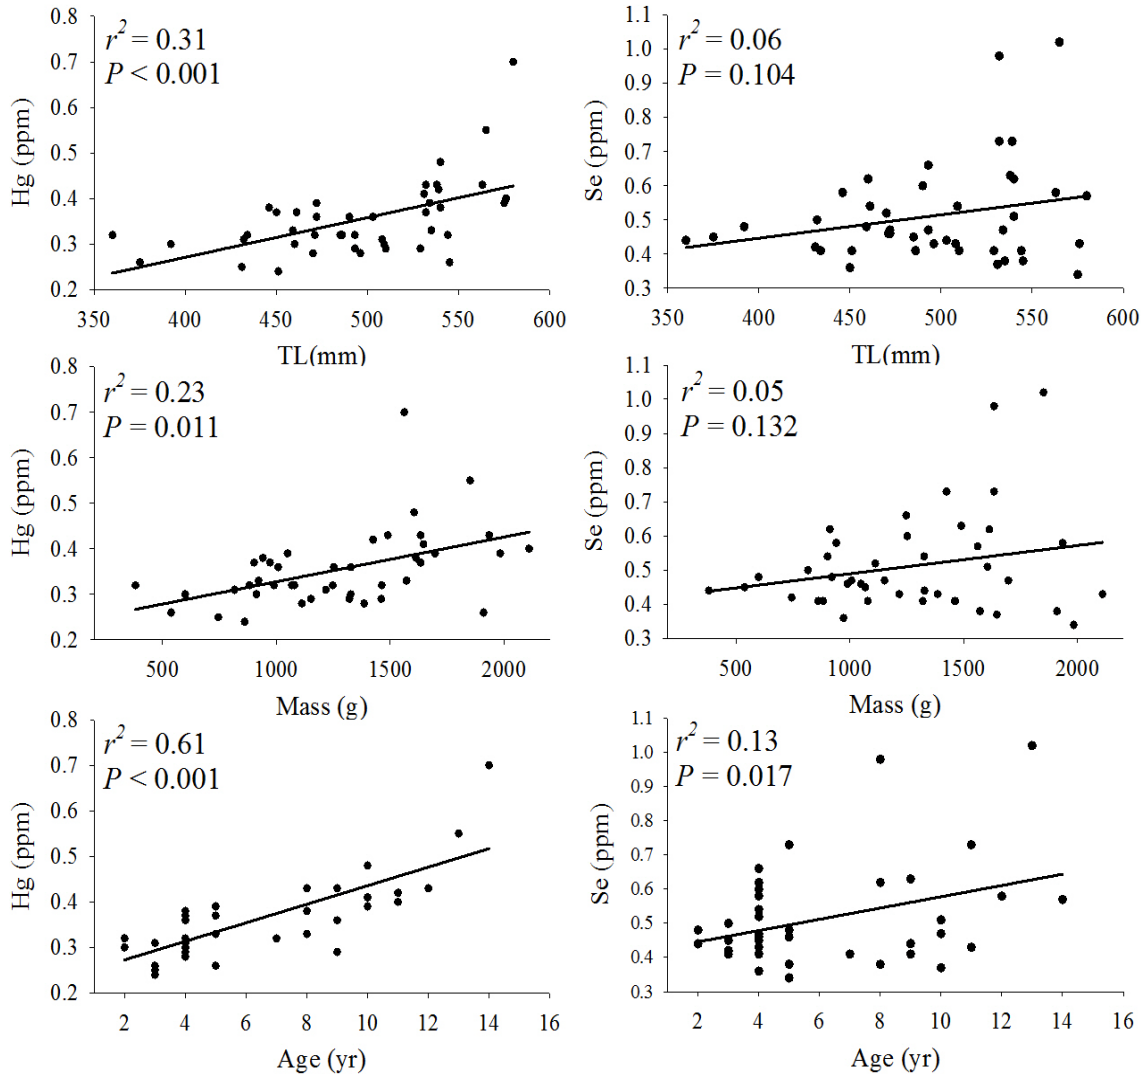 r² = 0.31
P < 0.001
0.8
0.7
0.6
0.5
0.4
0.3
0.2
Hg (ppm)
350 400 450 500 550 600
TL(mm)
r² = 0.06
P = 0.104
1.1
1.0
0.9
0.8
0.7
0.6
0.5
0.4
0.3
Se (ppm)
350 400 450 500 550 600
TL(mm)
r² = 0.23
P = 0.011
0.8
0.7
0.6
0.5
0.4
0.3
0.2
Hg (ppm)
500 1000 1500 2000
Mass (g)
r² = 0.05
P = 0.132
1.1
1.0
0.9
0.8
0.7
0.6
0.5
0.4
0.3
Se (ppm)
500 1000 1500 2000
Mass (g)
r² = 0.61
P < 0.001
0.8
0.7
0.6
0.5
0.4
0.3
0.2
Hg (ppm)
2 4 6 8 10 12 14 16
Age (yr)
r² = 0.13
P = 0.017
1.1
1.0
0.9
0.8
0.7
0.6
0.5
0.4
0.3
Se (ppm)
2 4 6 8 10 12 14 16
Age (yr)